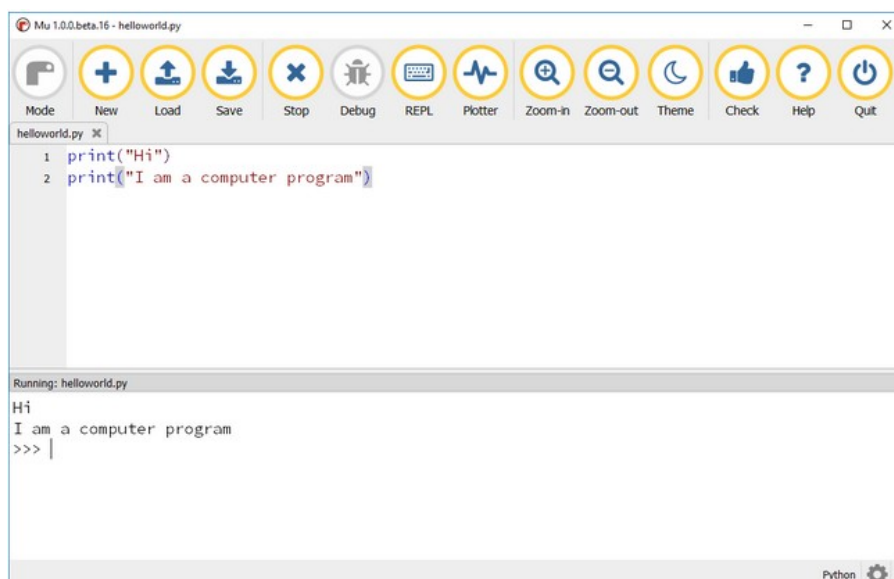 Mu 1.0.0.beta.16 - helloworld.py
Mode New Load Save Stop Debug REPL Plotter Zoom-in Zoom-out Theme Check Help Quit
helloworld.py
1 print("Hi")
2 print("I am a computer program")
Running: helloworld.py
Hi
I am a computer program
>>>
Python